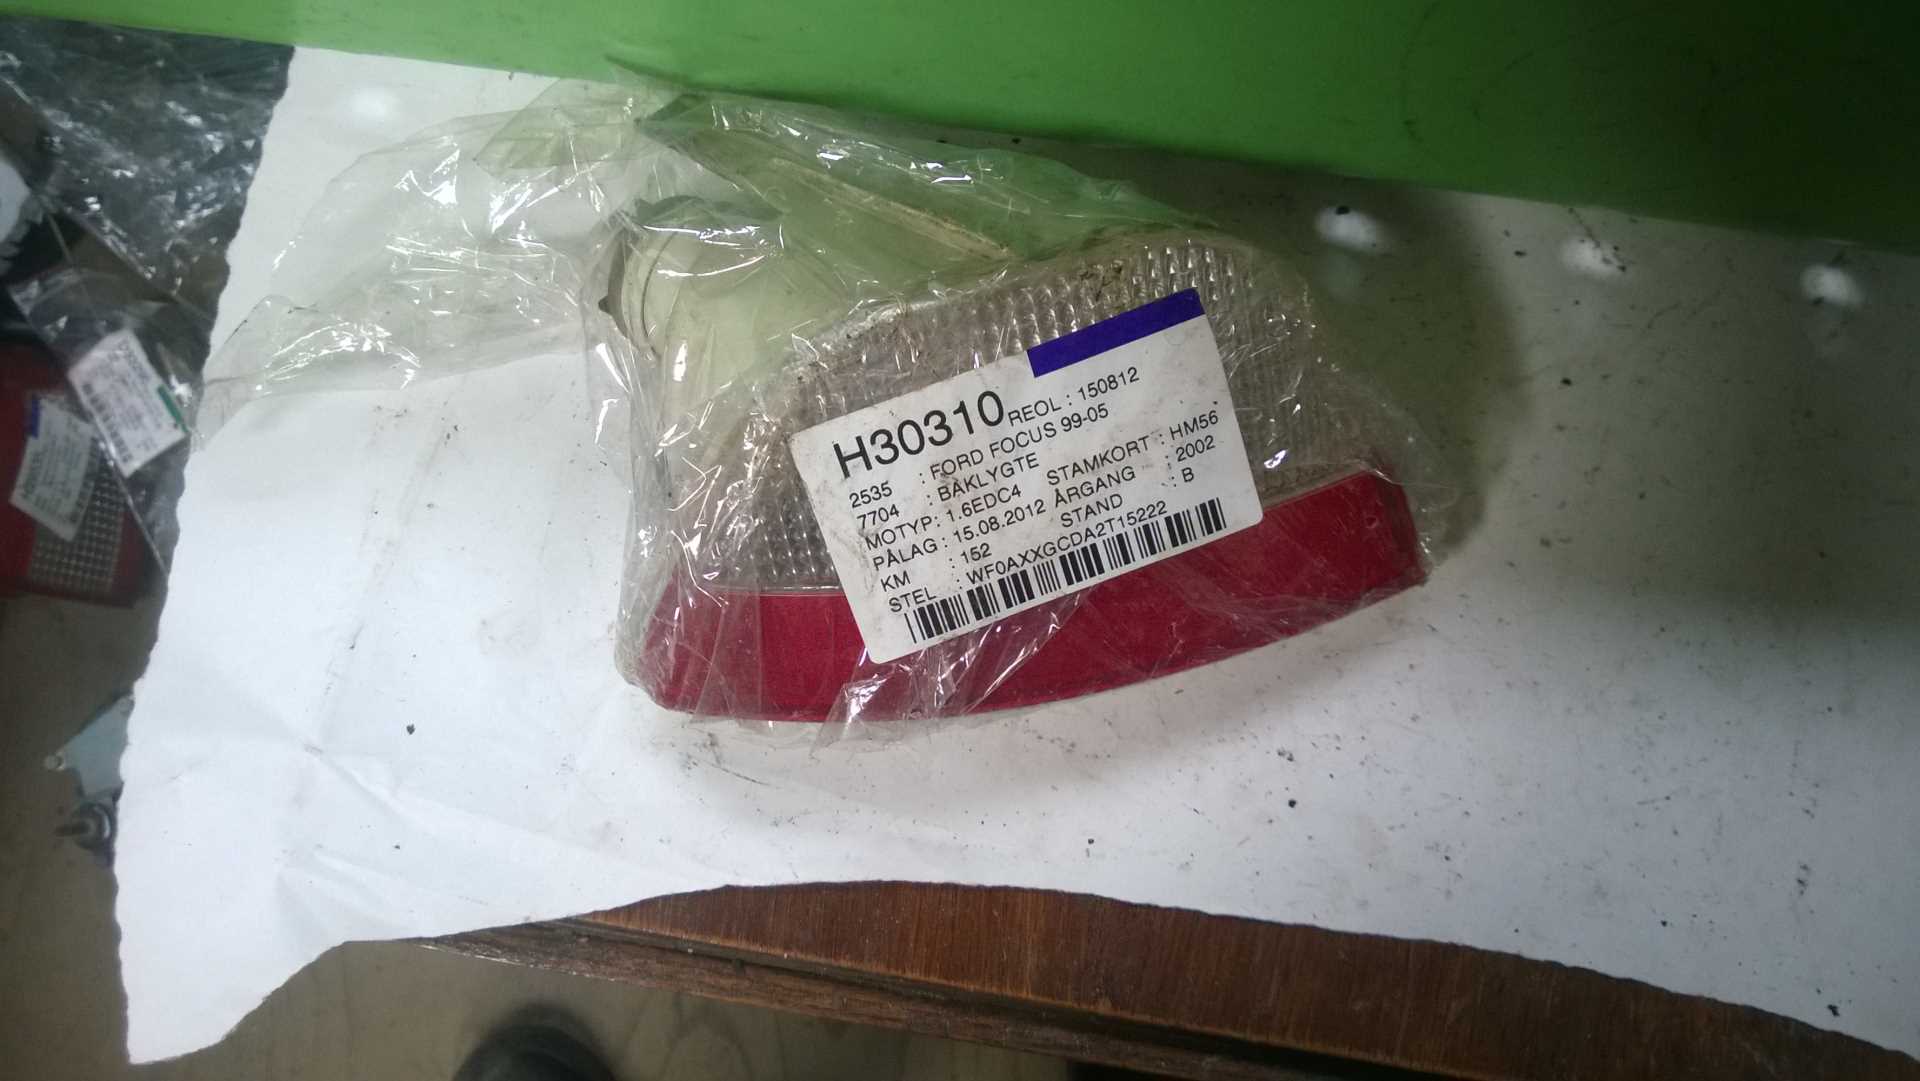 H30310 REOL : 150812
2535 : FORD FOCUS 99-05
7704 : BAKLYGTE
MOTYP : 1.6EDC4 STAMKORT : HM56
PÅLAG : 15.08.2012 ÅRGANG : 2002
KM : 152 STAND : B
STEL : WF0AXXGCDA2T15222